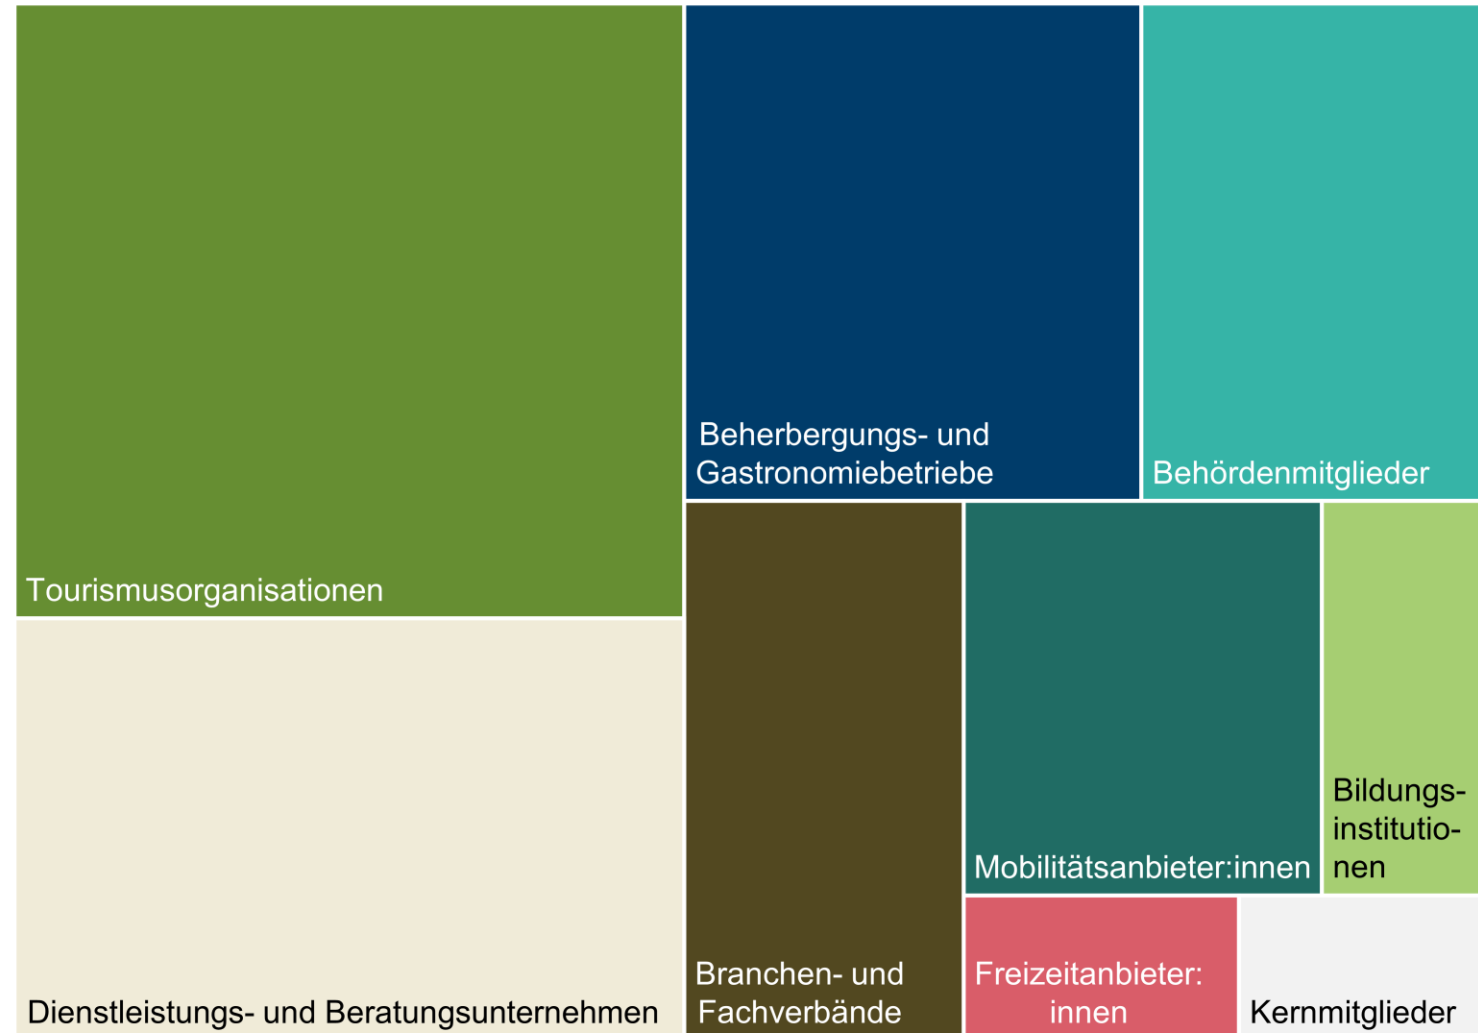 Tourismusorganisationen
Dienstleistungs- und Beratungsunternehmen
Beherbergungs- und
Gastronomiebetriebe
Behördenmitglieder
Branchen- und
Fachverbände
Mobilitätsanbieter:innen
Bildungs-
institutio-
nen
Freizeitanbieter:
innen
Kernmitglieder